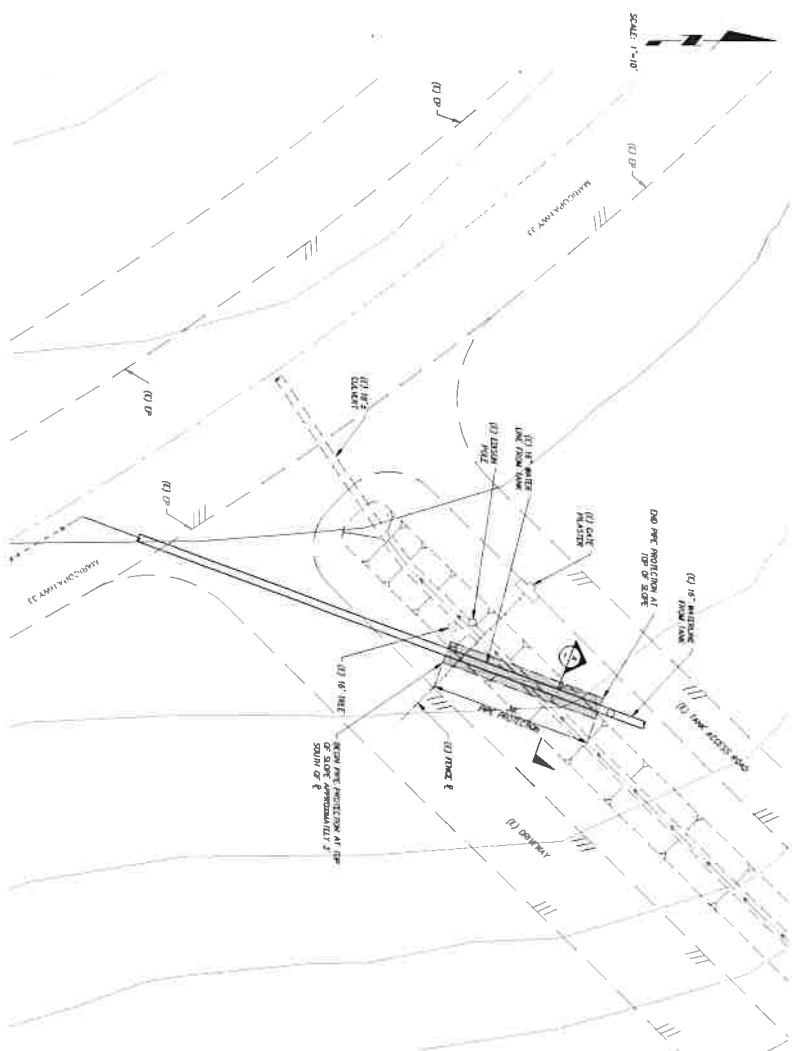 SCALE: 1"=10'
(E) EP
(E) EP
MARICOPA HWY 33
(E) EP
(E) EP
MARICOPA HWY 33
(E) 18"±
CULVERT
(E) EDISON
POLE
(E) 16" WATER
LINE FROM TANK
(E) GATE
PILASTER
END PIPE PROTECTION AT
TOP OF SLOPE
(E) 16" WATERLINE
FROM TANK
(E) TANK ACCESS ROAD
PIPE PROTECTION
(E) 16" TREE
(E) FENCE
BEGIN PIPE PROTECTION AT TOP
OF SLOPE APPROXIMATELY 3'
SOUTH OF
(E) DRIVEWAY